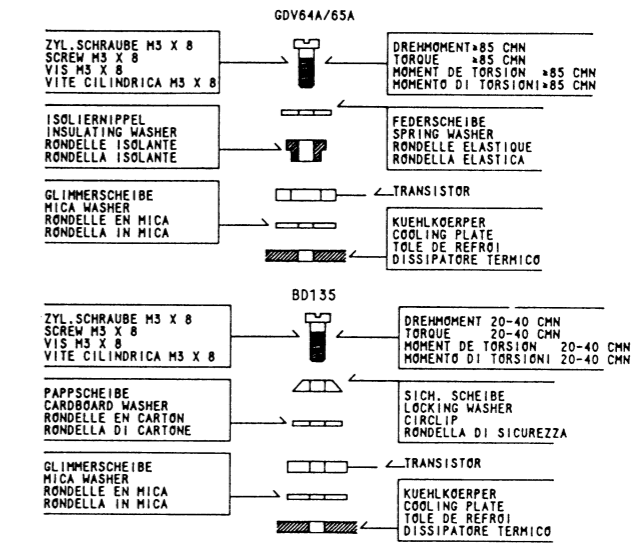 GDV64A/65A
ZYL.SCHRAUBE M3 X 8
SCREW M3 X 8
VIS M3 X 8
VITE CILINDRICA M3 X 8
DREHMOMENT≥85 CMN
TORQUE ≥85 CMN
MOMENT DE TORSION ≥85 CMN
MOMENTO DI TORSIONI≥85 CMN
ISOLIERNIPPEL
INSULATING WASHER
RONDELLE ISOLANTE
RONDELLA ISOLANTE
FEDERSCHEIBE
SPRING WASHER
RONDELLE ELASTIQUE
RONDELLA ELASTICA
GLIMMERSCHEIBE
MICA WASHER
RONDELLE EN MICA
RONDELLA IN MICA
TRANSISTOR
KUEHLKOERPER
COOLING PLATE
TOLE DE REFROI
DISSIPATORE TERMICO
BD135
ZYL.SCHRAUBE M3 X 8
SCREW M3 X 8
VIS M3 X 8
VITE CILINDRICA M3 X 8
DREHMOMENT 20-40 CMN
TORQUE 20-40 CMN
MOMENT DE TORSION 20-40 CMN
MOMENTO DI TORSIONI 20-40 CMN
PAPPSCHEIBE
CARDBOARD WASHER
RONDELLE EN CARTON
RONDELLA DI CARTONE
SICH. SCHEIBE
LOCKING WASHER
CIRCLIP
RONDELLA DI SICUREZZA
GLIMMERSCHEIBE
MICA WASHER
RONDELLE EN MICA
RONDELLA IN MICA
TRANSISTOR
KUEHLKOERPER
COOLING PLATE
TOLE DE REFROI
DISSIPATORE TERMICO